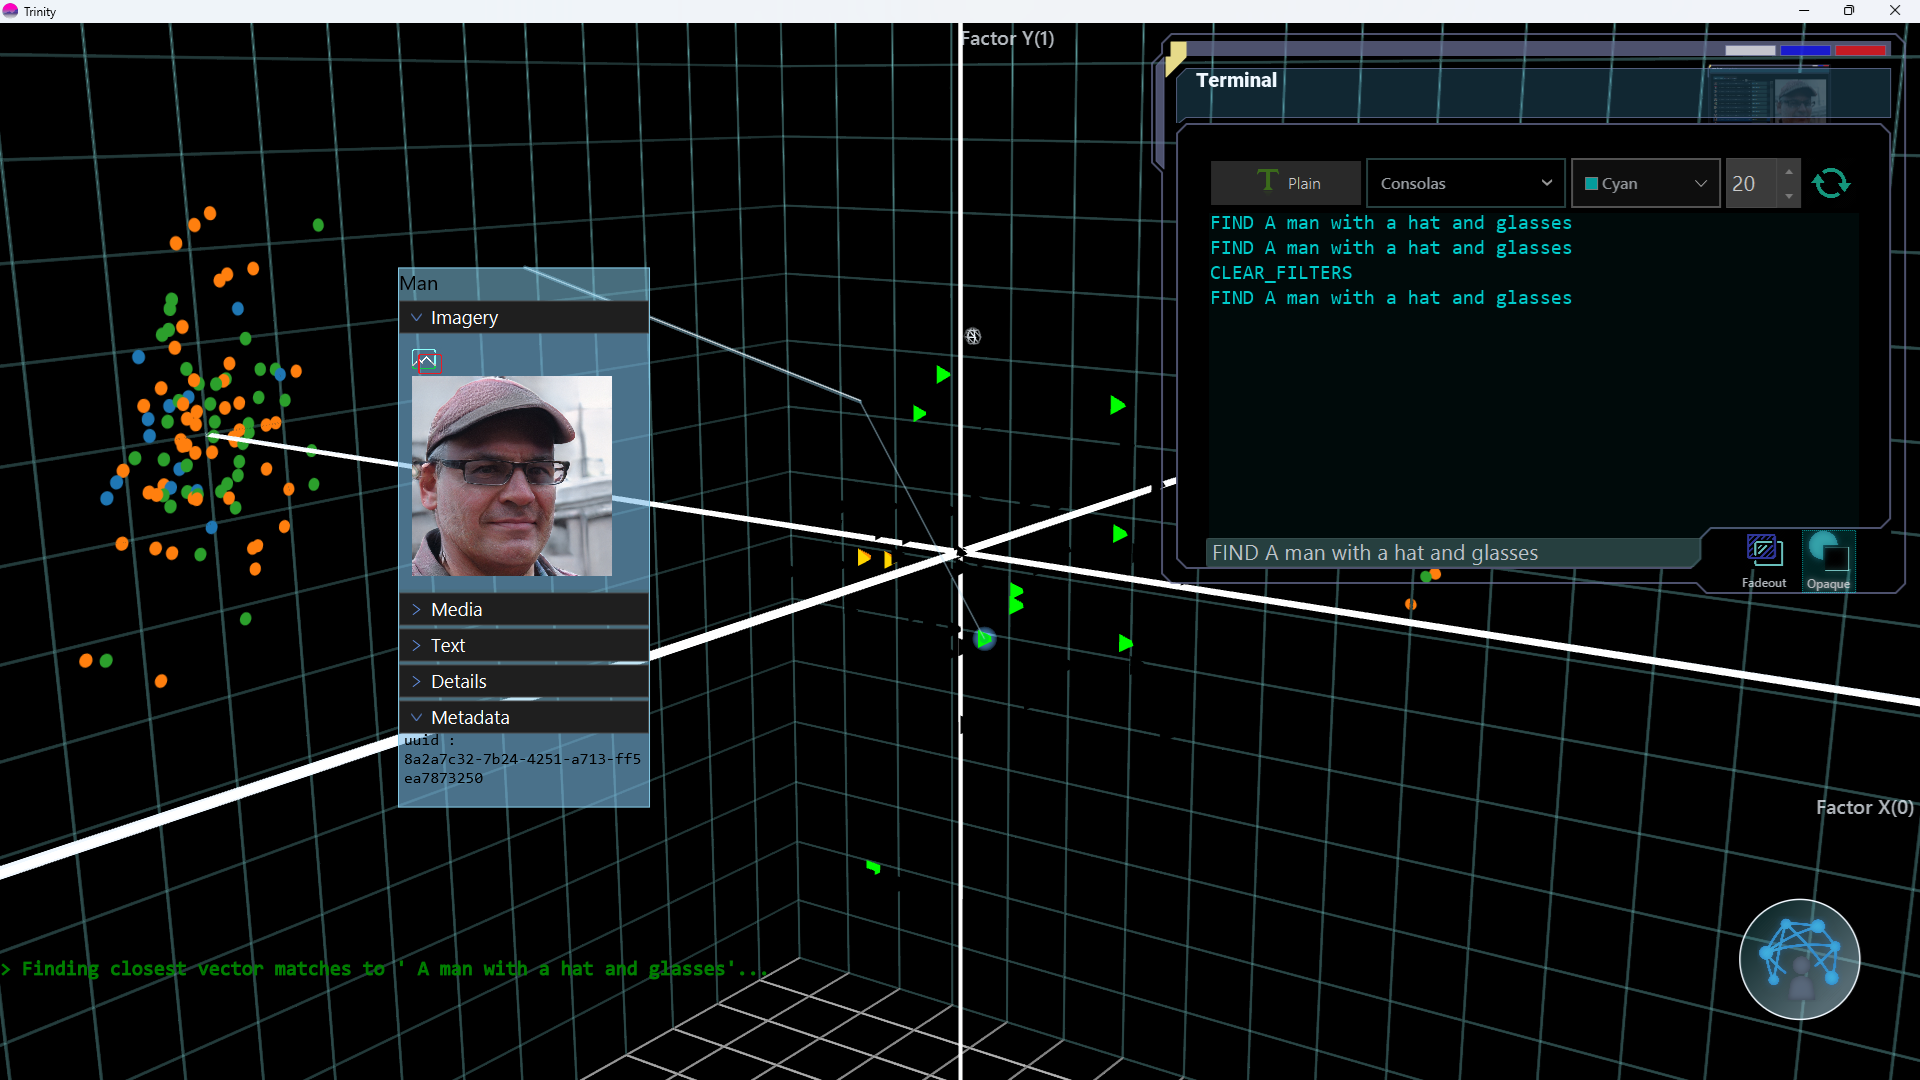 Trinity
Factor Y(1)
Terminal
Plain
Consolas
Cyan
20
FIND A man with a hat and glasses
FIND A man with a hat and glasses
CLEAR_FILTERS
FIND A man with a hat and glasses
FIND A man with a hat and glasses
Fadeout
Opaque
Man
Imagery
Media
Text
Details
Metadata
uuid :
8a2a7c32-7b24-4251-a713-ff5
ea7873250
Factor X(0)
> Finding closest vector matches to ' A man with a hat and glasses'...